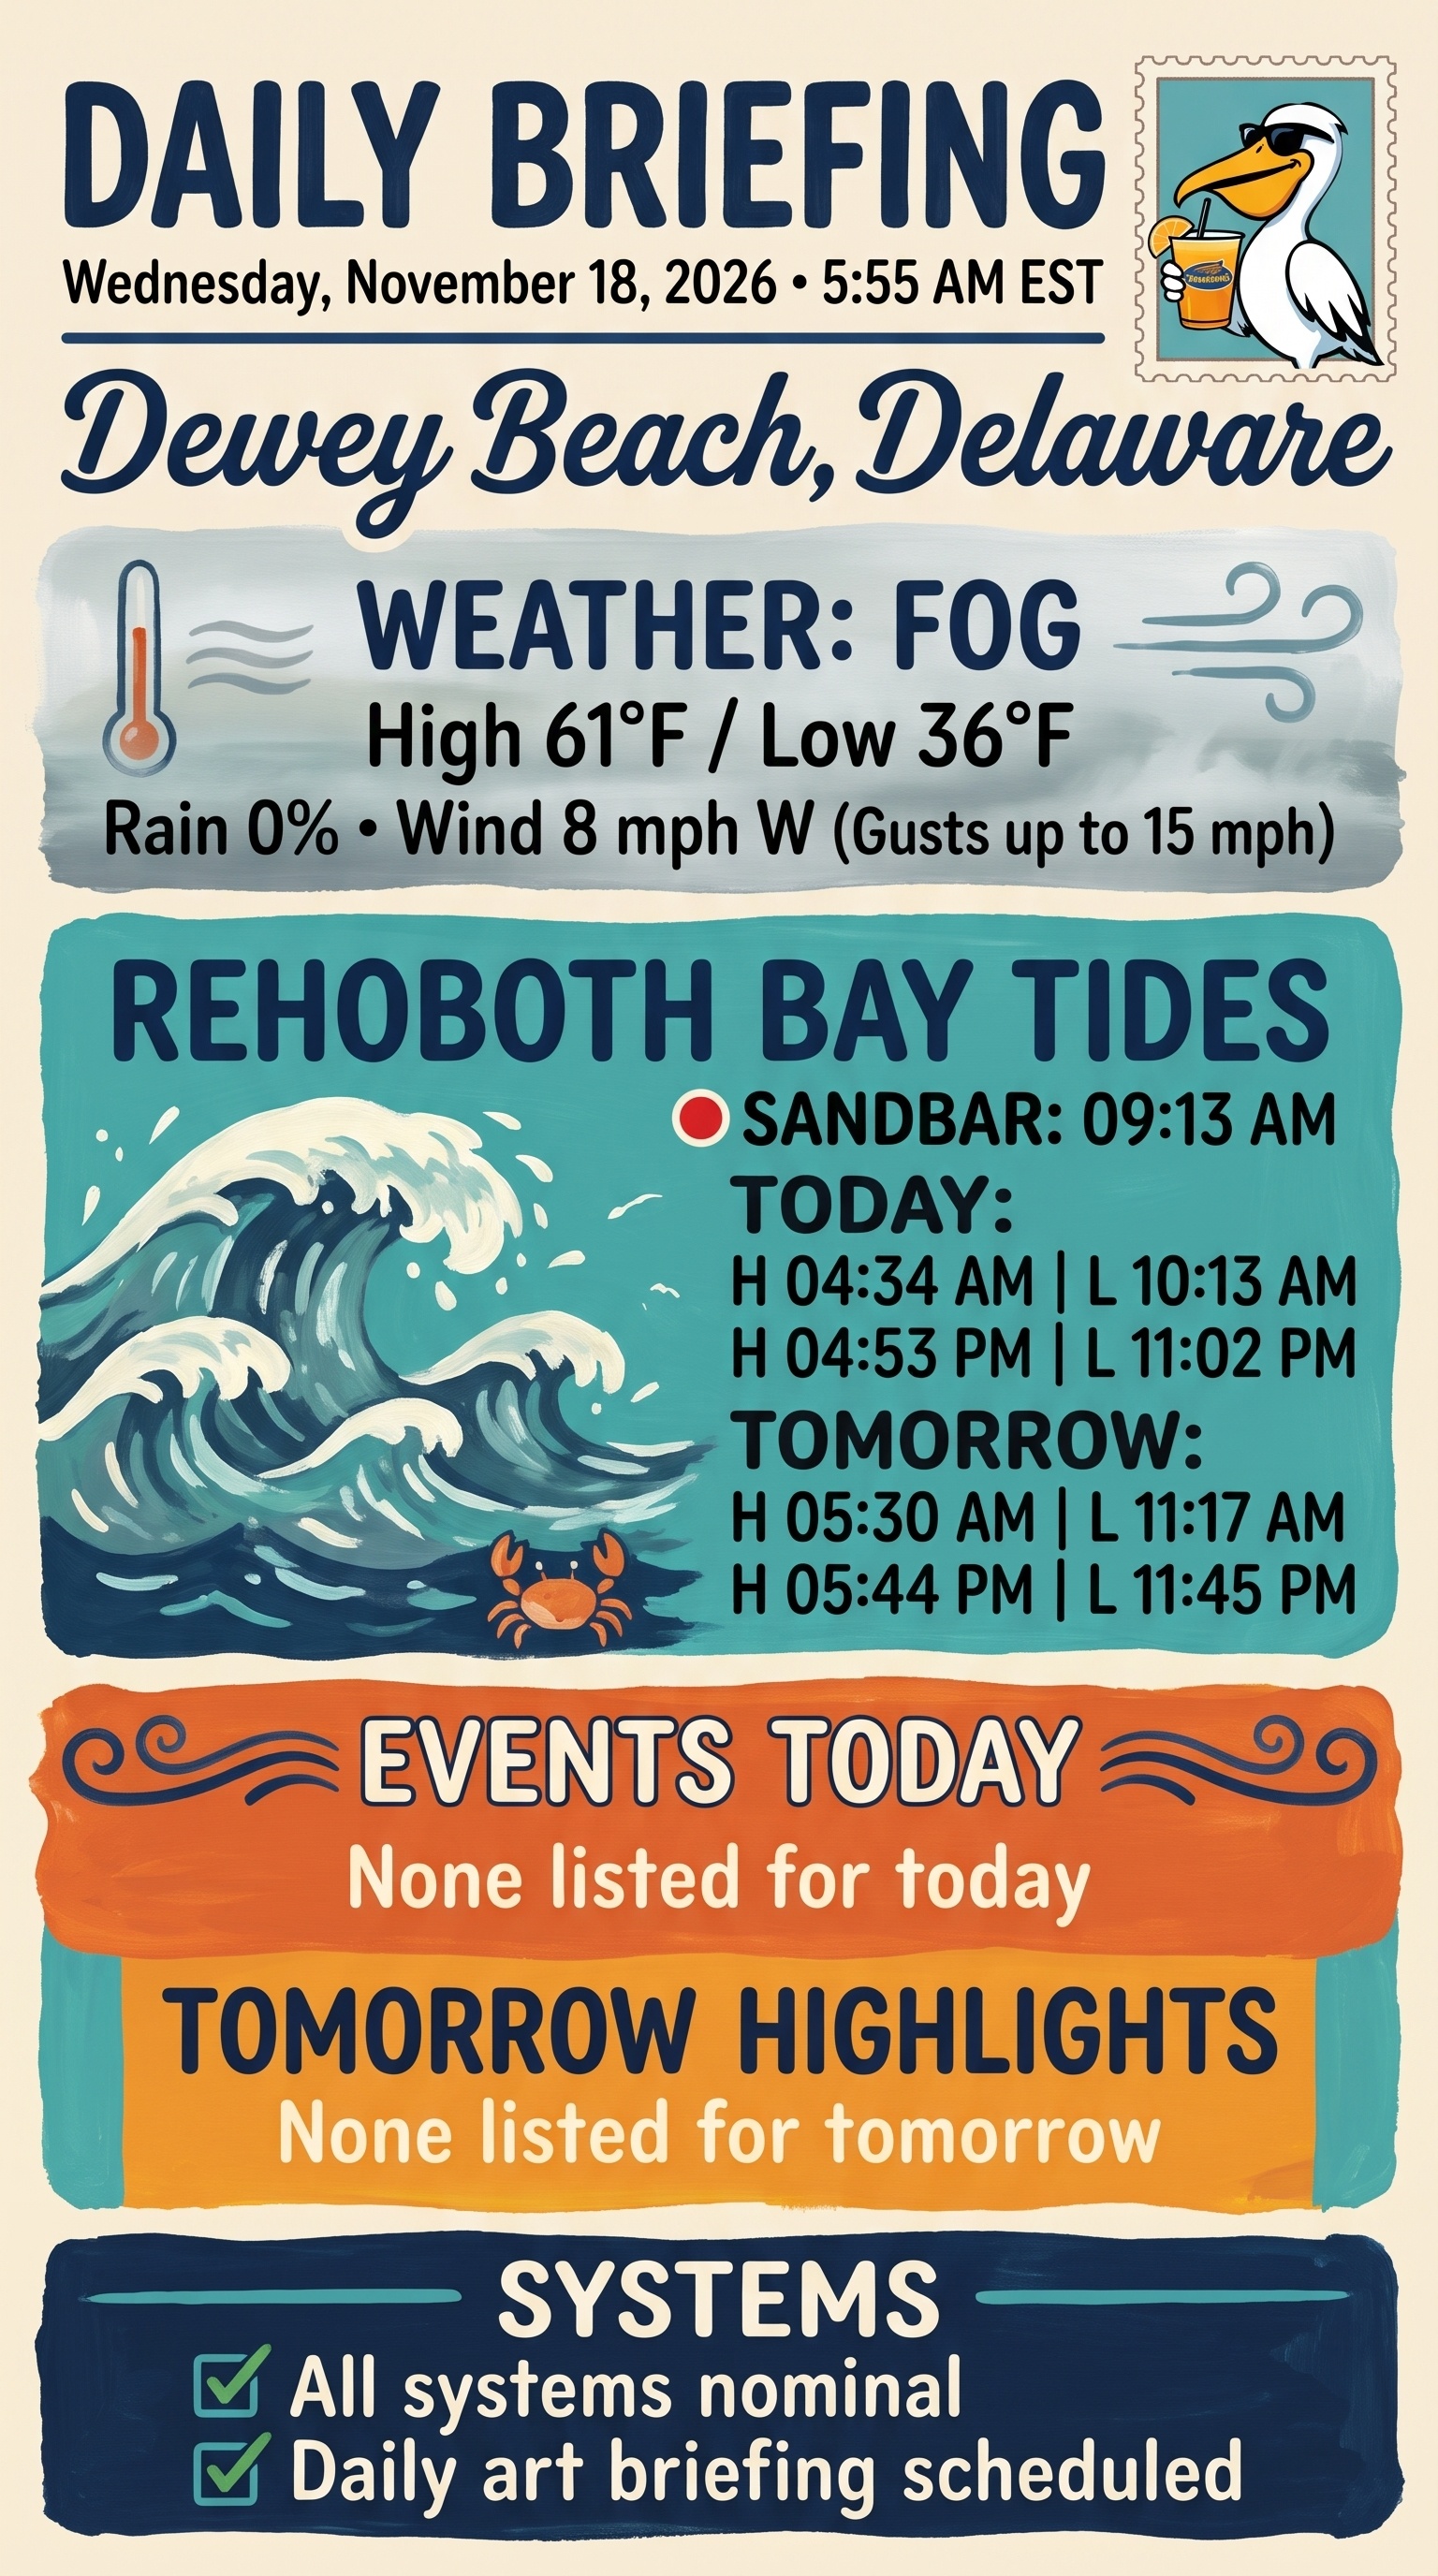 DAILY BRIEFING
Wednesday, November 18, 2026 • 5:55 AM EST
Dewey Beach, Delaware
WEATHER: FOG
High 61°F / Low 36°F
Rain 0% • Wind 8 mph W (Gusts up to 15 mph)
REHOBOTH BAY TIDES
SANDBAR: 09:13 AM
TODAY:
H 04:34 AM | L 10:13 AM
H 04:53 PM | L 11:02 PM
TOMORROW:
H 05:30 AM | L 11:17 AM
H 05:44 PM | L 11:45 PM
EVENTS TODAY
None listed for today
TOMORROW HIGHLIGHTS
None listed for tomorrow
SYSTEMS
All systems nominal
Daily art briefing scheduled